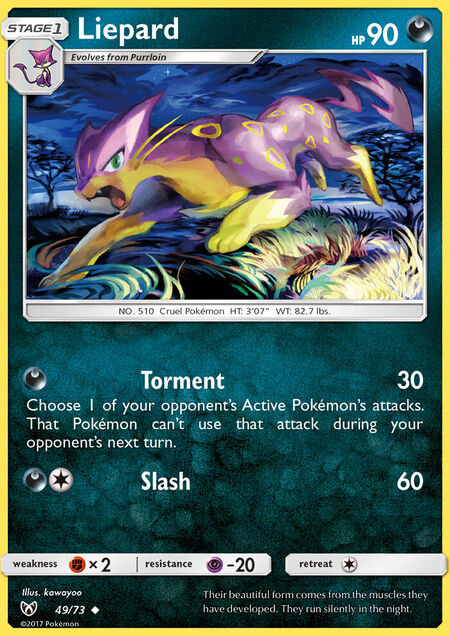 STAGE1 Liepard HP 90
Evolves from Purrloin
NO. 510 Cruel Pokémon HT: 3'07" WT: 82.7 lbs.
Torment 30
Choose 1 of your opponent's Active Pokémon's attacks.
That Pokémon can't use that attack during your
opponent's next turn.
Slash 60
weakness ×2 resistance -20 retreat
Illus. kawayoo
49/73
©2017 Pokémon
Their beautiful form comes from the muscles they
have developed. They run silently in the night.